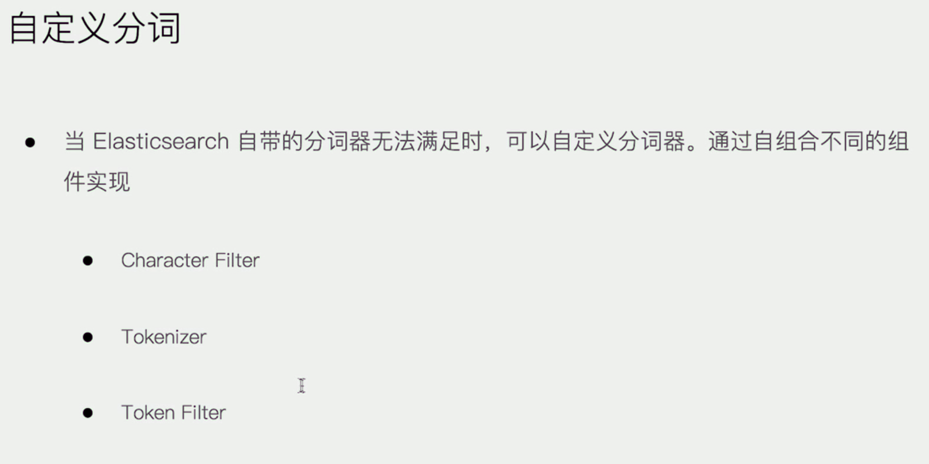 自定义分词
当 Elasticsearch 自带的分词器无法满足时，可以自定义分词器。通过自组合不同的组
件实现
Character Filter
Tokenizer
Token Filter